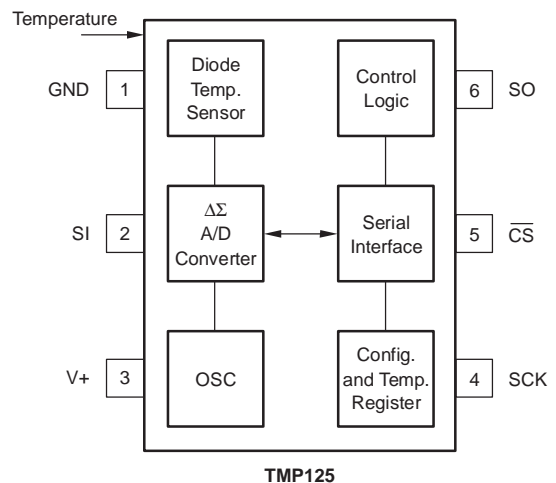 Temperature
GND
1
Diode
Temp.
Sensor
Control
Logic
6
SO
SI
2
ΔΣ
A/D
Converter
Serial
Interface
5
C̅S̅
V+
3
OSC
Config.
and Temp.
Register
4
SCK
TMP125